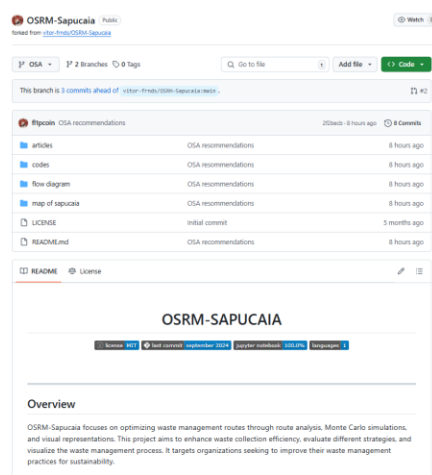 OSRM-Sapucaia Public
Watch
forked from vitor-frnds/OSRM-Sapucaia
OSA 2 Branches 0 Tags Go to file t Add file Code
This branch is 3 commits ahead of vitor-frnds/OSRM-Sapucaia:main. #2
fltpcoin OSA recommendations 8 hours ago 8 Commits
articles OSA recommendations 8 hours ago
codes OSA recommendations 8 hours ago
flow diagram OSA recommendations 8 hours ago
map of sapucaia OSA recommendations 8 hours ago
LICENSE Initial commit 5 months ago
README.md OSA recommendations 8 hours ago
README License
OSRM-SAPUCAIA
license MIT last commit september 2024 jupyter notebook 100.0% languages 1
Overview
OSRM-Sapucaia focuses on optimizing waste management routes through route analysis, Monte Carlo simulations,
and visual representations. This project aims to enhance waste collection efficiency, evaluate different strategies, and
visualize the waste management process. It targets organizations seeking to improve their waste management
practices for sustainability.